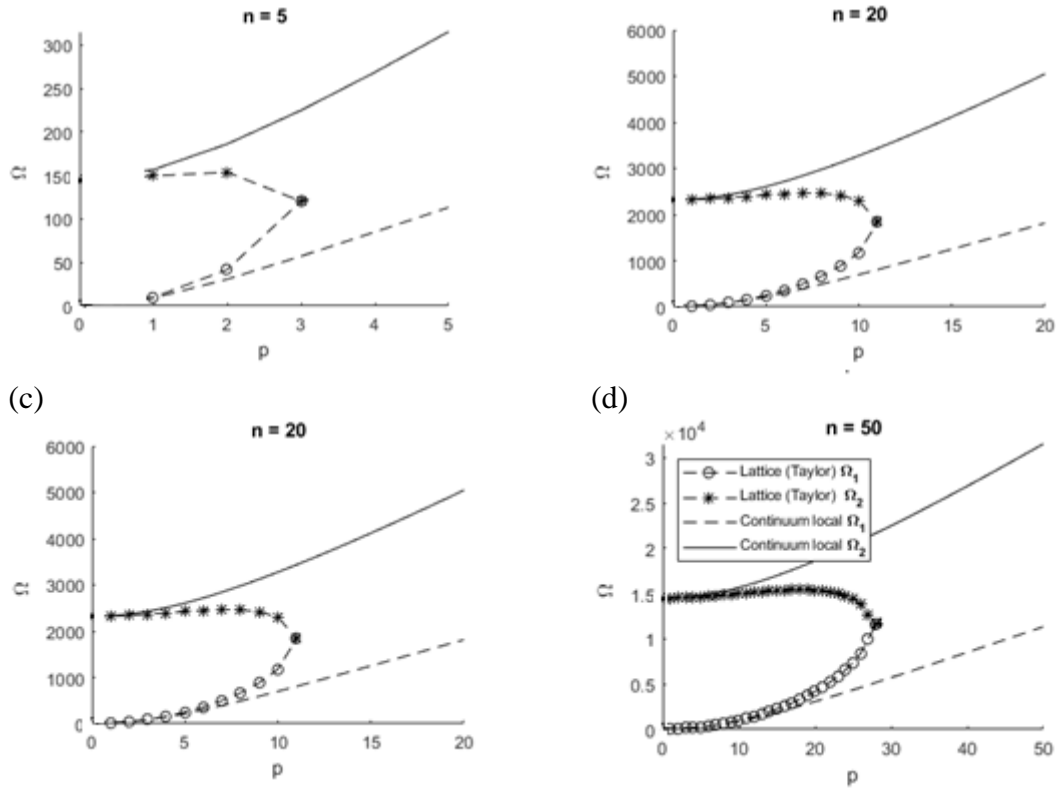 n = 5
300
250
200
150
100
50
0
Ω
0 1 2 3 4 5
p
n = 20
6000
5000
4000
3000
2000
1000
0
Ω
0 5 10 15 20
p
(c)
n = 20
6000
5000
4000
3000
2000
1000
0
Ω
0 5 10 15 20
p
(d)
n = 50
× 10⁴
3
2.5
2
1.5
1
0.5
0
Ω
Lattice (Taylor) Ω₁
Lattice (Taylor) Ω₂
Continuum local Ω₁
Continuum local Ω₂
0 10 20 30 40 50
p